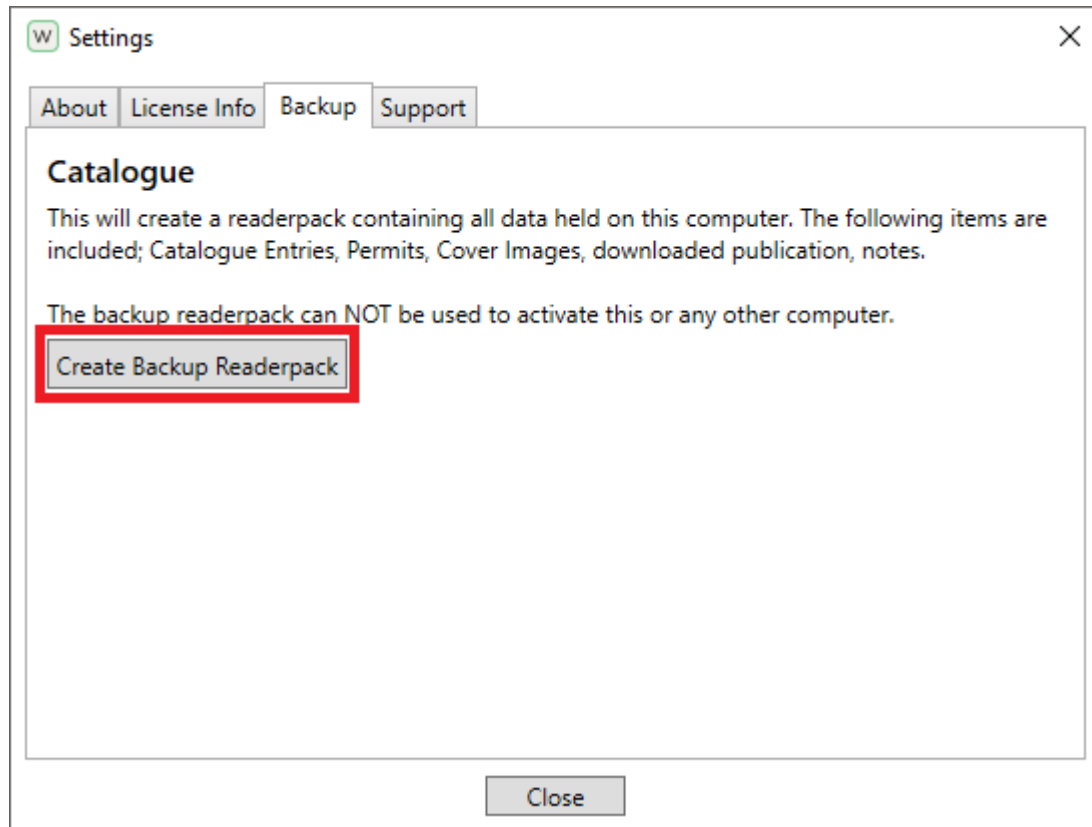 W Settings
About License Info Backup Support
Catalogue
This will create a readerpack containing all data held on this computer. The following items are
included; Catalogue Entries, Permits, Cover Images, downloaded publication, notes.
The backup readerpack can NOT be used to activate this or any other computer.
Create Backup Readerpack
Close